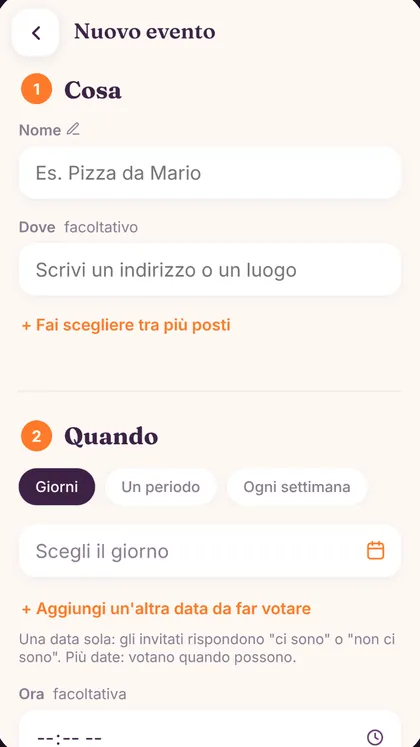 Nuovo evento
1 Cosa
Nome
Es. Pizza da Mario
Dove facoltativo
Scrivi un indirizzo o un luogo
+ Fai scegliere tra più posti
2 Quando
Giorni Un periodo Ogni settimana
Scegli il giorno
+ Aggiungi un'altra data da far votare
Una data sola: gli invitati rispondono "ci sono" o "non ci
sono". Più date: votano quando possono.
Ora facoltativa
--:-- --